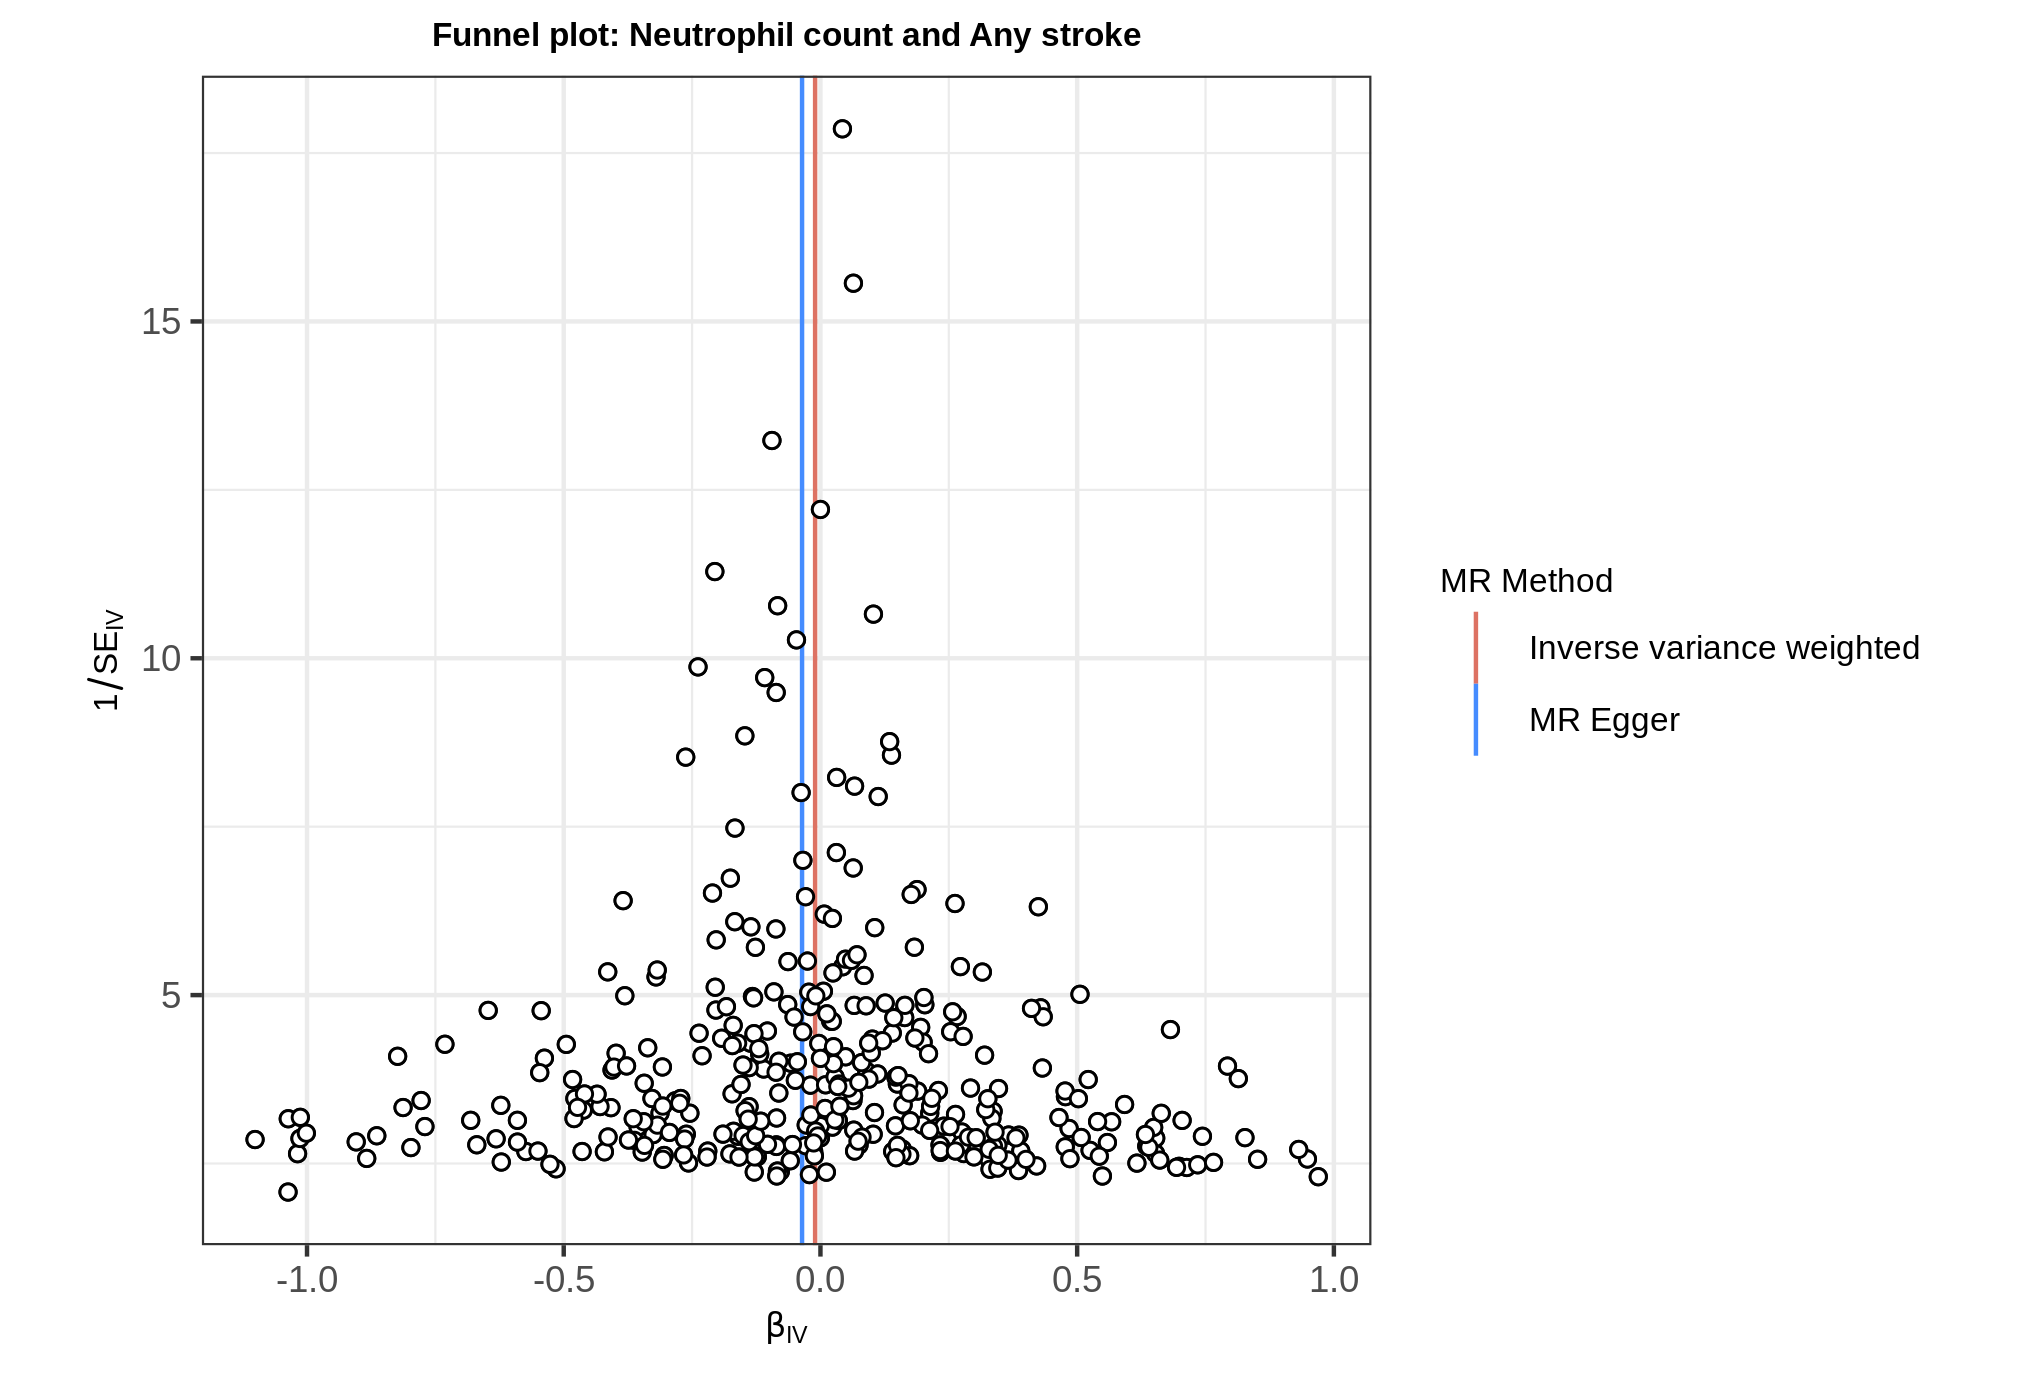 Funnel plot: Neutrophil count and Any stroke
15
10
5
1/SEIV
-1.0 -0.5 0.0 0.5 1.0
βIV
MR Method
Inverse variance weighted
MR Egger